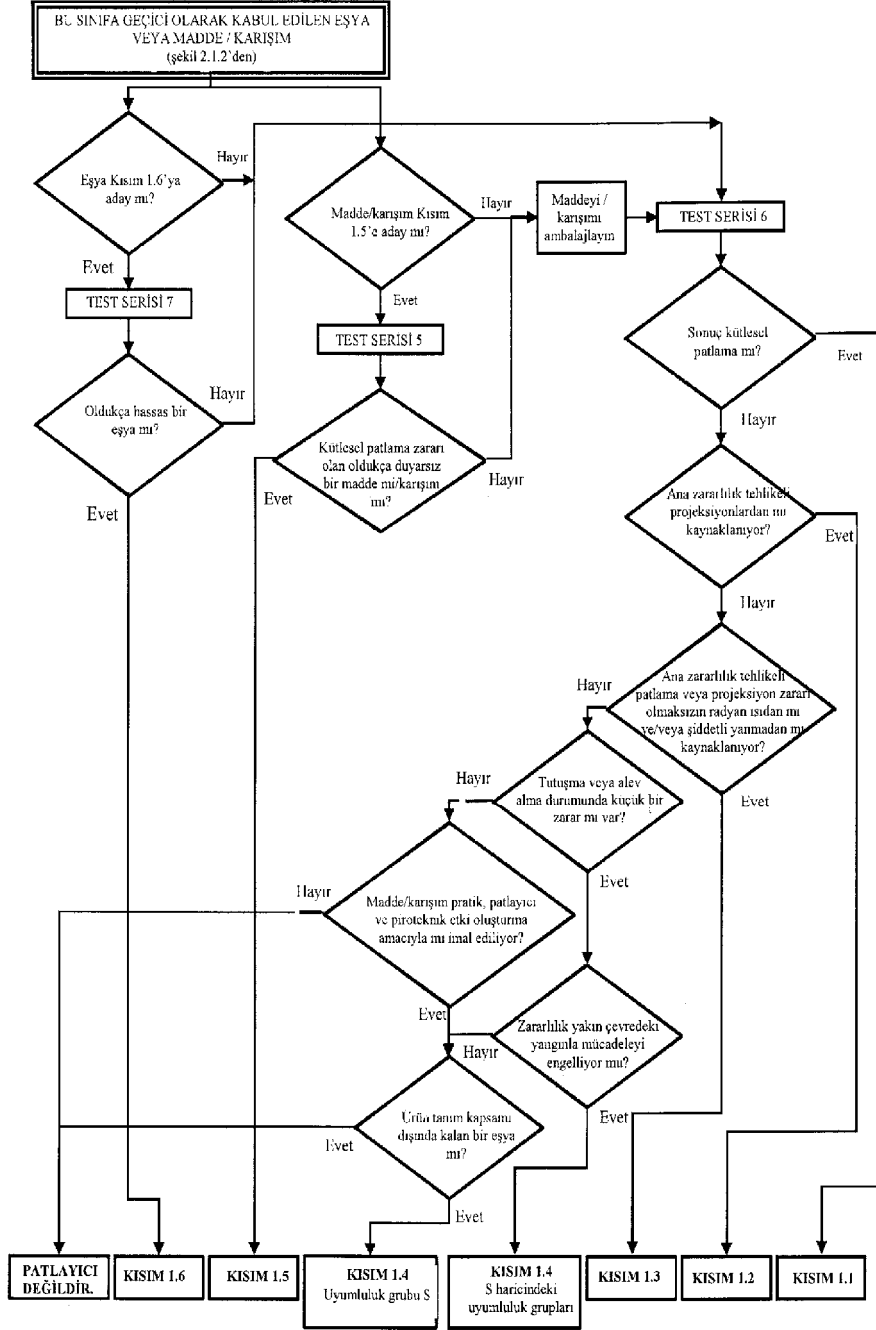 BU SINIFA GEÇİCİ OLARAK KABUL EDİLEN EŞYA
VEYA MADDE / KARIŞIM
(şekil 2.1.2'den)
Eşya Kısım 1.6'ya
aday mı?
Hayır
Evet
TEST SERİSİ 7
Oldukça hassas bir
eşya mı?
Hayır
Evet
Madde/karışım Kısım
1.5'e aday mı?
Hayır
Evet
TEST SERİSİ 5
Kütlesel patlama zararı
olan oldukça duyarsız
bir madde mi/karışım
mı?
Evet
Hayır
Maddeyi /
karışımı
ambalajlayın
TEST SERİSİ 6
Sonuç kütlesel
patlama mı?
Evet
Hayır
Ana zararlılık tehlikeli
projeksiyonlardan mı
kaynaklanıyor?
Evet
Hayır
Ana zararlılık tehlikeli
patlama veya projeksiyon zararı
olmaksızın radyan ısıdan mı
ve/veya şiddetli yanmadan mı
kaynaklanıyor?
Hayır
Evet
Tutuşma veya alev
alma durumunda küçük bir
zarar mı var?
Hayır
Evet
Madde/karışım pratik, patlayıcı
ve piroteknik etki oluşturma
amacıyla mı imal ediliyor?
Hayır
Evet
Zararlılık yakın çevredeki
yangınla mücadeleyi
engelliyor mu?
Hayır
Evet
Ürün tanım kapsamı
dışında kalan bir eşya
mı?
Evet
Evet
PATLAYICI
DEĞİLDİR.
KISIM 1.6
KISIM 1.5
KISIM 1.4
Uyumluluk grubu S
KISIM 1.4
S haricindeki
uyumluluk grupları
KISIM 1.3
KISIM 1.2
KISIM 1.1